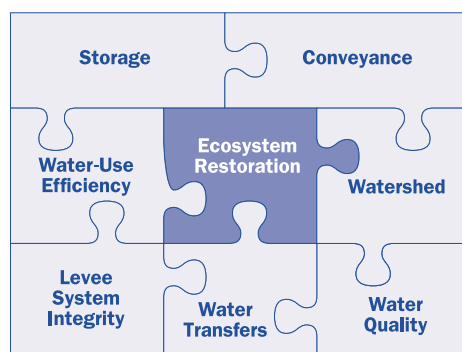 Storage
Conveyance
Water-Use
Efficiency
Ecosystem
Restoration
Watershed
Levee
System
Integrity
Water
Transfers
Water
Quality